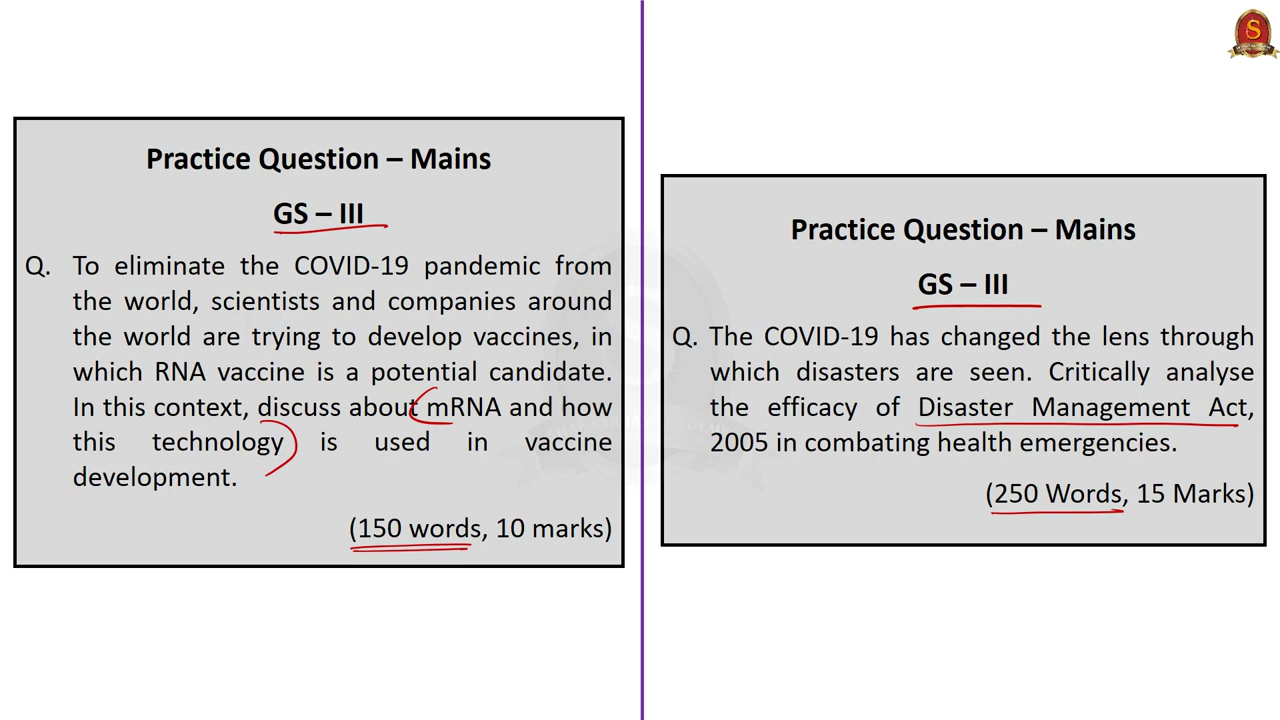 Practice Question – Mains
GS – III
Q. To eliminate the COVID-19 pandemic from
the world, scientists and companies around
the world are trying to develop vaccines, in
which RNA vaccine is a potential candidate.
In this context, discuss about mRNA and how
this technology is used in vaccine
development.
(150 words, 10 marks)
Practice Question – Mains
GS – III
Q. The COVID-19 has changed the lens through
which disasters are seen. Critically analyse
the efficacy of Disaster Management Act,
2005 in combating health emergencies.
(250 Words, 15 Marks)
S